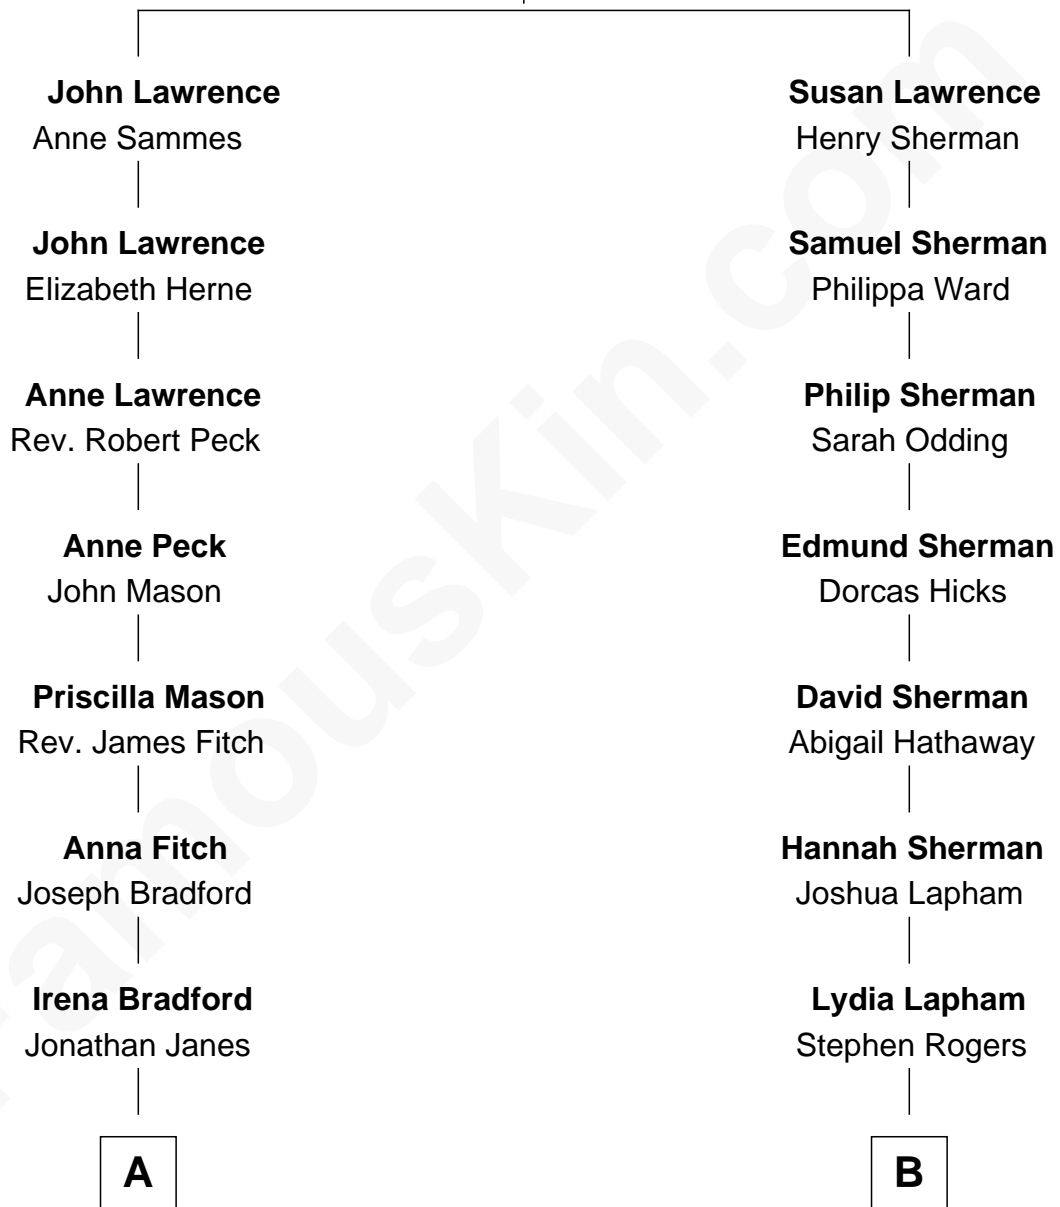 John Lawrence
Anne Sammes
John Lawrence
Elizabeth Herne
Anne Lawrence
Rev. Robert Peck
Anne Peck
John Mason
Priscilla Mason
Rev. James Fitch
Anna Fitch
Joseph Bradford
Irena Bradford
Jonathan Janes
A
Susan Lawrence
Henry Sherman
Samuel Sherman
Philippa Ward
Philip Sherman
Sarah Odding
Edmund Sherman
Dorcas Hicks
David Sherman
Abigail Hathaway
Hannah Sherman
Joshua Lapham
Lydia Lapham
Stephen Rogers
B
FamousKin.com